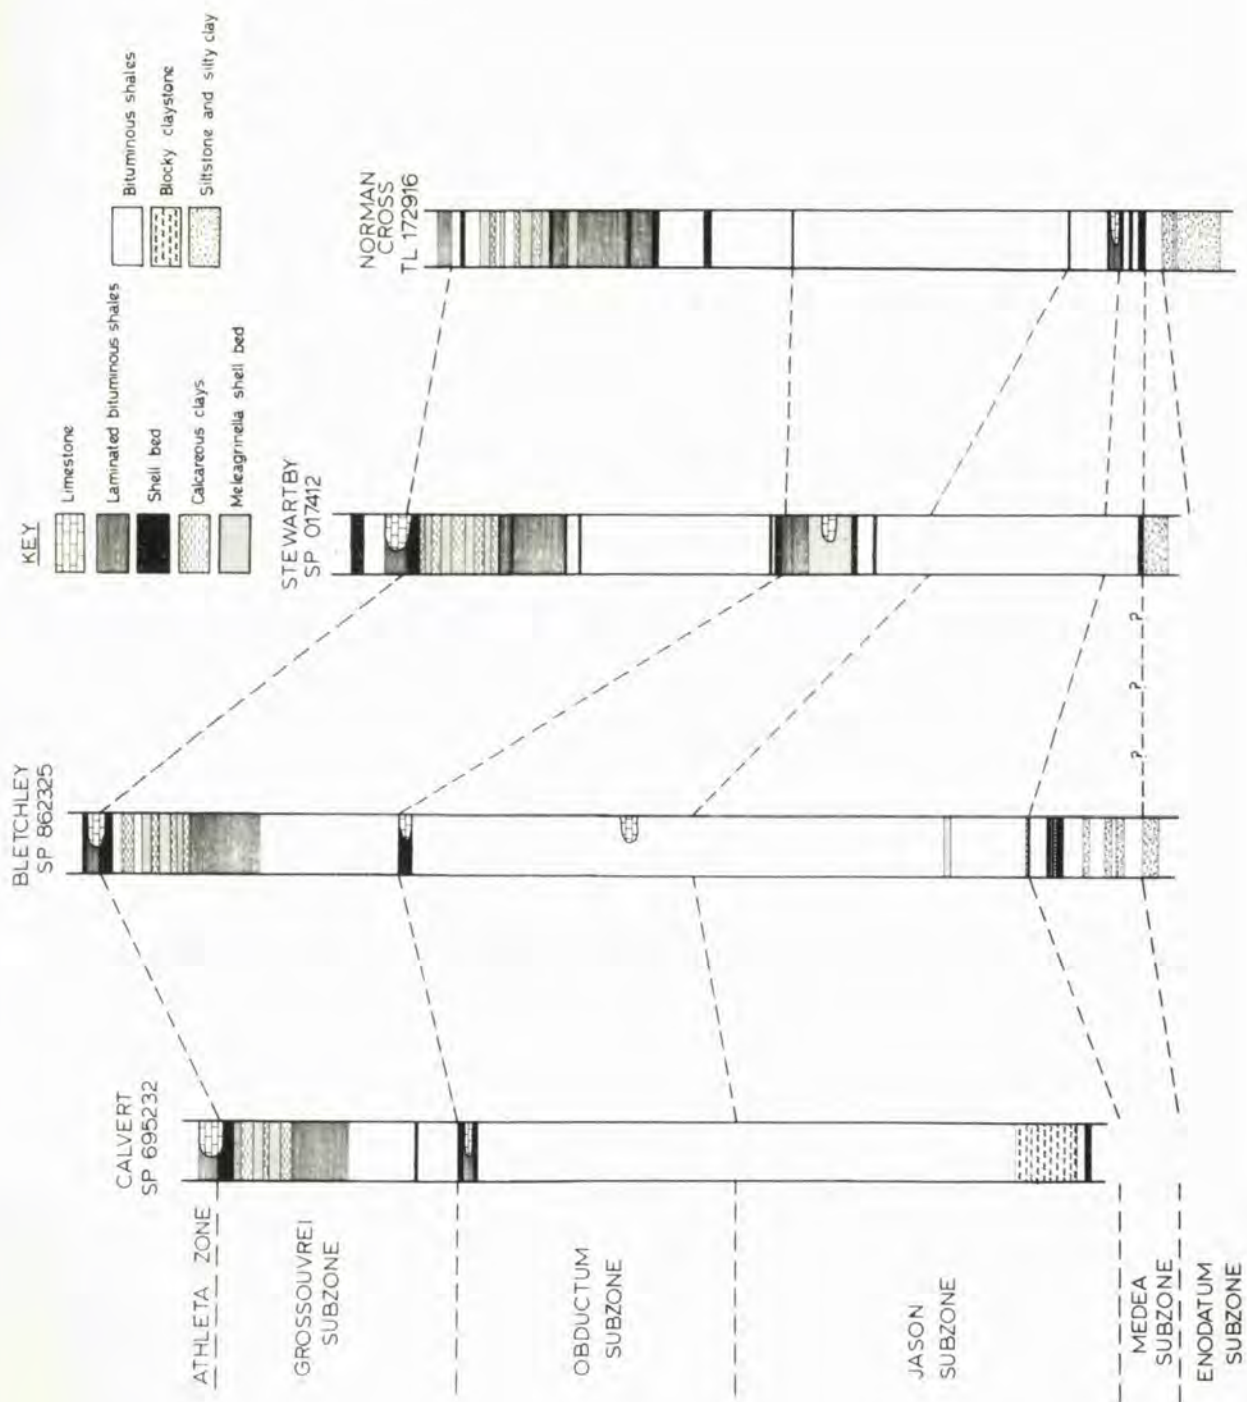 KEY
Limestone
Laminated bituminous shales
Shell bed
Calcareous clays
Meleagrinella shell bed
Bituminous shales
Blocky claystone
Siltstone and silty clay
CALVERT
SP 695232
BLETCHLEY
SP 862325
STEWARTBY
SP 017412
NORMAN
CROSS
TL 172916
ATHLETA ZONE
GROSSOUVREI
SUBZONE
OBDUCTUM
SUBZONE
JASON
SUBZONE
MEDEA
SUBZONE
ENODATUM
SUBZONE
? ? ?